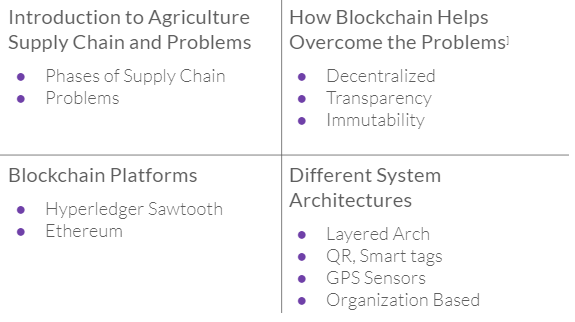 Introduction to Agriculture
Supply Chain and Problems
● Phases of Supply Chain
● Problems
How Blockchain Helps
Overcome the Problems¹
● Decentralized
● Transparency
● Immutability
Blockchain Platforms
● Hyperledger Sawtooth
● Ethereum
Different System
Architectures
● Layered Arch
● QR, Smart tags
● GPS Sensors
● Organization Based